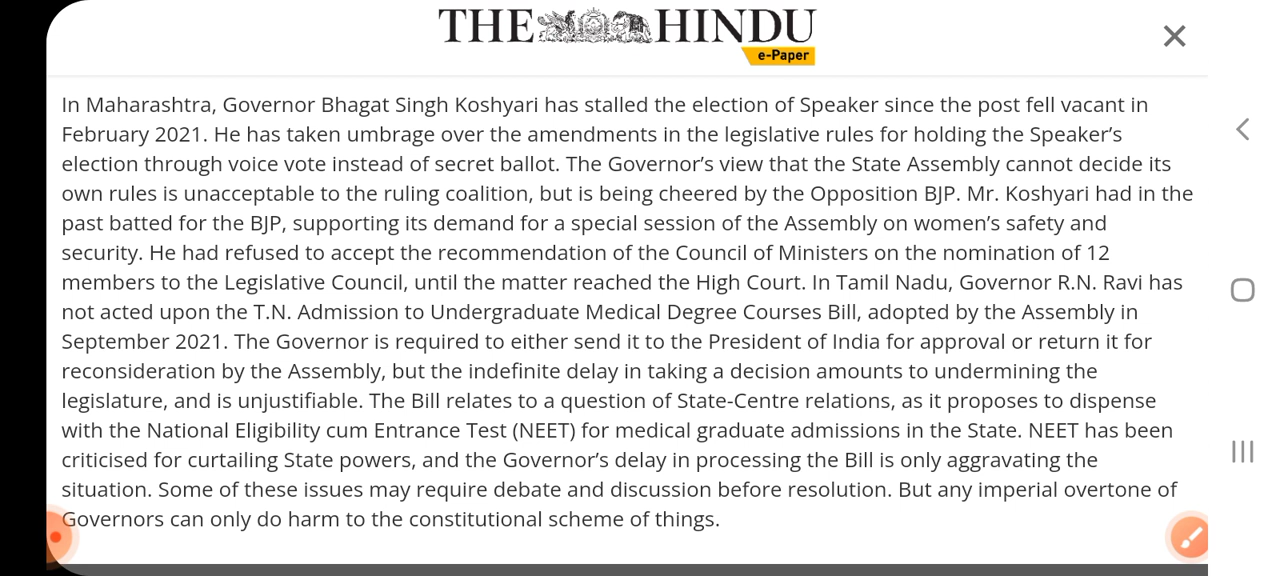 THE HINDU
e-Paper
In Maharashtra, Governor Bhagat Singh Koshyari has stalled the election of Speaker since the post fell vacant in
February 2021. He has taken umbrage over the amendments in the legislative rules for holding the Speaker’s
election through voice vote instead of secret ballot. The Governor’s view that the State Assembly cannot decide its
own rules is unacceptable to the ruling coalition, but is being cheered by the Opposition BJP. Mr. Koshyari had in the
past batted for the BJP, supporting its demand for a special session of the Assembly on women’s safety and
security. He had refused to accept the recommendation of the Council of Ministers on the nomination of 12
members to the Legislative Council, until the matter reached the High Court. In Tamil Nadu, Governor R.N. Ravi has
not acted upon the T.N. Admission to Undergraduate Medical Degree Courses Bill, adopted by the Assembly in
September 2021. The Governor is required to either send it to the President of India for approval or return it for
reconsideration by the Assembly, but the indefinite delay in taking a decision amounts to undermining the
legislature, and is unjustifiable. The Bill relates to a question of State-Centre relations, as it proposes to dispense
with the National Eligibility cum Entrance Test (NEET) for medical graduate admissions in the State. NEET has been
criticised for curtailing State powers, and the Governor’s delay in processing the Bill is only aggravating the
situation. Some of these issues may require debate and discussion before resolution. But any imperial overtone of
Governors can only do harm to the constitutional scheme of things.